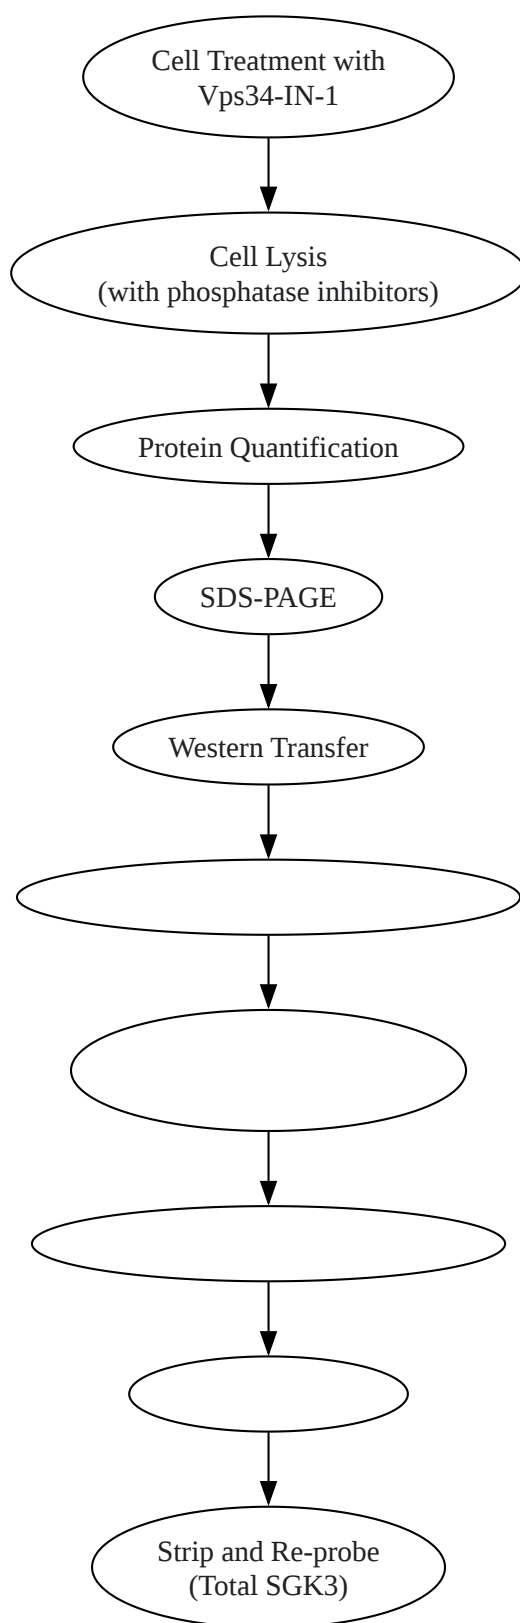 Cell Treatment with
Vps34-IN-1
Cell Lysis
(with phosphatase inhibitors)
Protein Quantification
SDS-PAGE
Western Transfer
Strip and Re-probe
(Total SGK3)